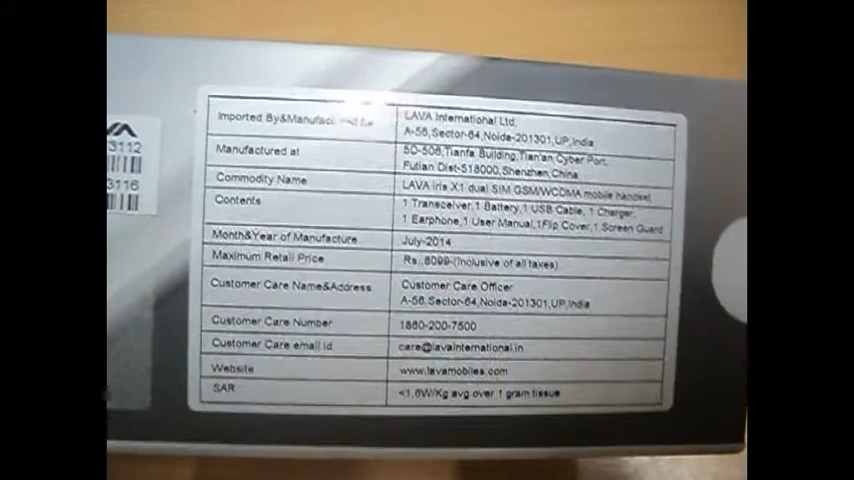 3112
3116
Imported By&Manufactured
LAVA International Ltd.
A-56,Sector-64,Noida-201301,UP,India
Manufactured at
5D-506,Tianfa Building,Tian'an Cyber Port,
Futian Dist-518000,Shenzhen,China
Commodity Name
LAVA iris X1 dual SIM GSM/WCDMA mobile handset
Contents
1 Transceiver,1 Battery,1 USB Cable, 1 Charger,
1 Earphone,1 User Manual,1Flip Cover,1 Screen Guard
Month&Year of Manufacture
July-2014
Maximum Retail Price
Rs.8099-(Inclusive of all taxes)
Customer Care Name&Address
Customer Care Officer
A-56,Sector-64,Noida-201301,UP,India
Customer Care Number
1860-200-7500
Customer Care email id
care@lavainternational.in
Website
www.lavamobiles.com
SAR
<1.6W/Kg avg over 1 gram tissue